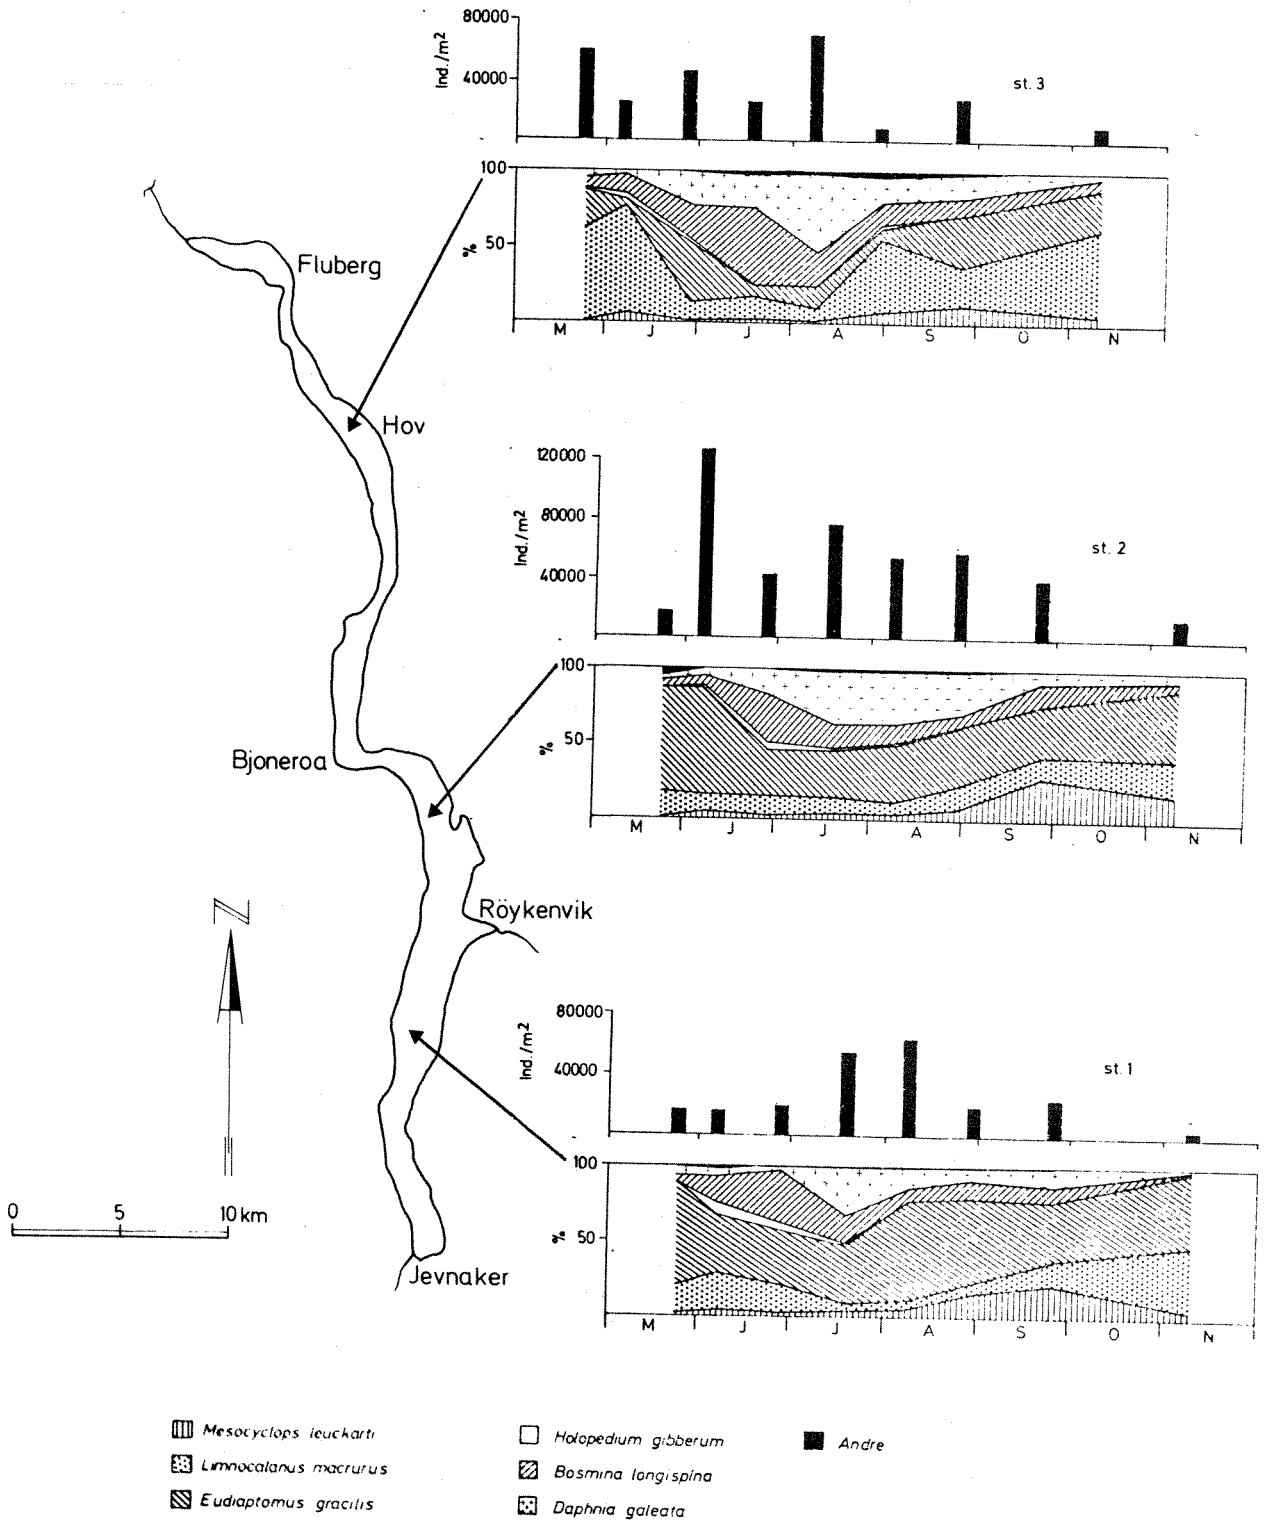 80000
40000
Ind./m²
st. 3
100
50
%
M J J A S O N
Fluberg
Hov
120000
80000
40000
Ind./m²
st. 2
100
50
%
M J J A S O N
Bjoneroa
Röykenvik
N
80000
40000
Ind./m²
st. 1
100
50
%
M J J A S O N
0 5 10 km
Jevnaker
Mesocyclops leuckarti
Limnocalanus macrurus
Eudiaptomus gracilis
Holopedium gibberum
Bosmina longispina
Daphnia galeata
Andre